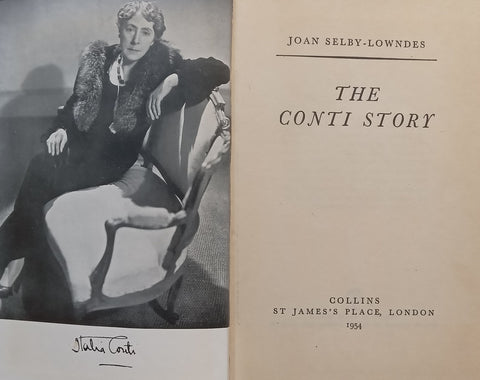 Italia Conti
JOAN SELBY-LOWNDES
THE
CONTI STORY
COLLINS
ST JAMES'S PLACE, LONDON
1954